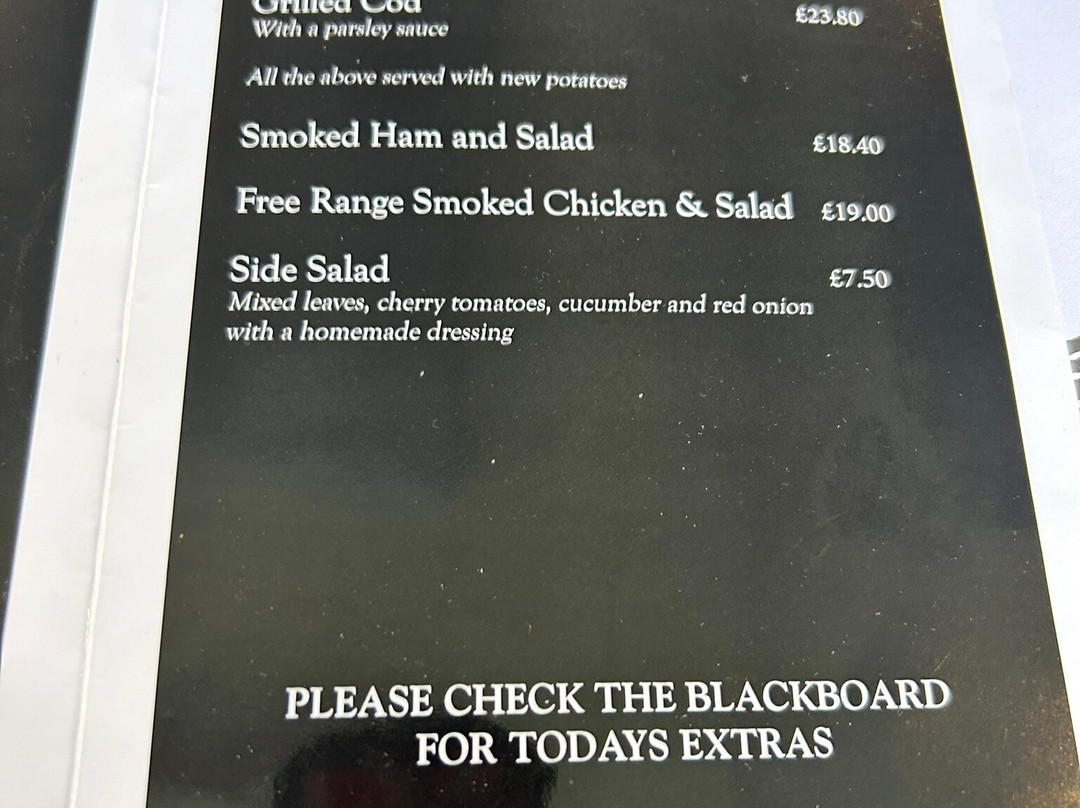 Grilled Cod £23.80
With a parsley sauce
All the above served with new potatoes
Smoked Ham and Salad £18.40
Free Range Smoked Chicken & Salad £19.00
Side Salad £7.50
Mixed leaves, cherry tomatoes, cucumber and red onion
with a homemade dressing
PLEASE CHECK THE BLACKBOARD
FOR TODAYS EXTRAS